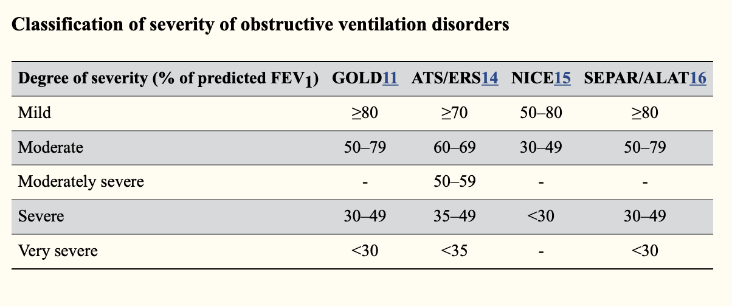 Classification of severity of obstructive ventilation disorders
Degree of severity (% of predicted FEV1) GOLD11 ATS/ERS14 NICE15 SEPAR/ALAT16
Mild ≥80 ≥70 50–80 ≥80
Moderate 50–79 60–69 30–49 50–79
Moderately severe - 50–59 - -
Severe 30–49 35–49 <30 30–49
Very severe <30 <35 - <30